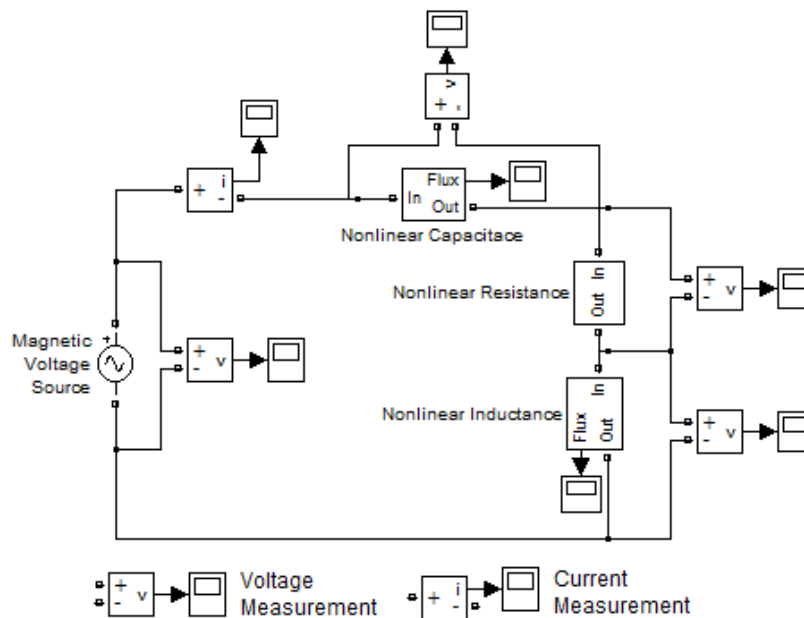 v
+ -
i
+
-
Flux
In
Out
Nonlinear Capacitace
In
Out
Nonlinear Resistance
+
-
v
Magnetic
Voltage
Source
+
+
-
v
In
Flux
Out
Nonlinear Inductance
+
-
v
+
-
v
Voltage
Measurement
i
+
-
Current
Measurement